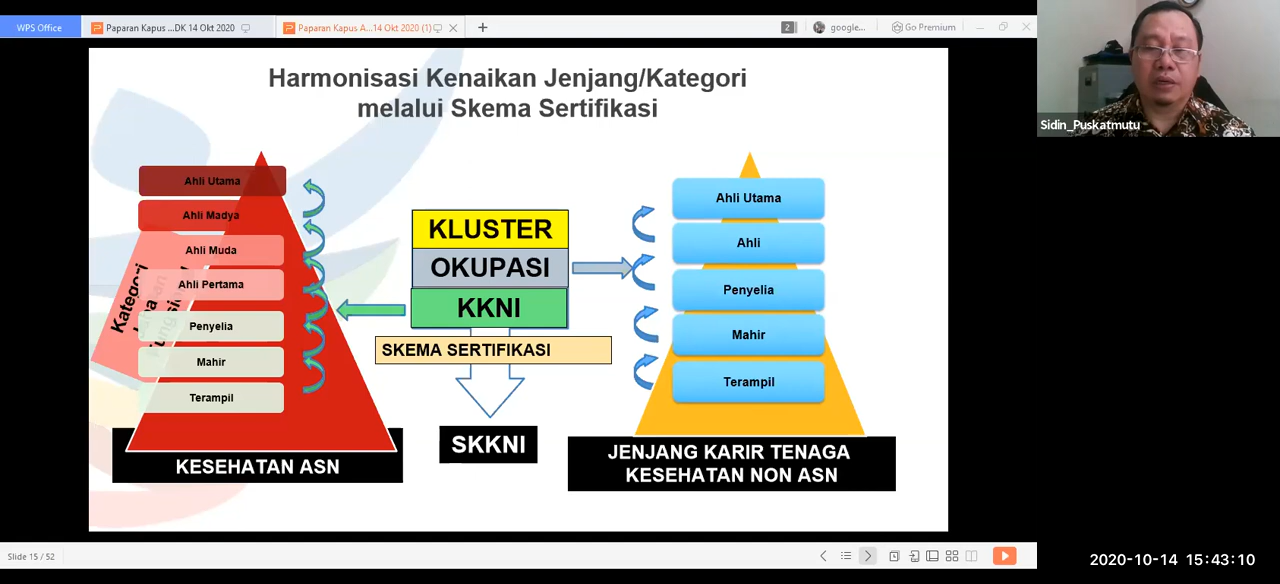 WPS Office
Paparan Kapus ...DK 14 Okt 2020
Paparan Kapus A...14 Okt 2020 (1)
2
google...
Go Premium
Sidin_Puskatmutu
Harmonisasi Kenaikan Jenjang/Kategori
melalui Skema Sertifikasi
Ahli Utama
Ahli Madya
Ahli Muda
Ahli Pertama
Penyelia
Mahir
Terampil
Kategori
KESEHATAN ASN
KLUSTER
OKUPASI
KKNI
SKEMA SERTIFIKASI
SKKNI
Ahli Utama
Ahli
Penyelia
Mahir
Terampil
JENJANG KARIR TENAGA
KESEHATAN NON ASN
Slide 15 / 52
2020-10-14 15:43:10